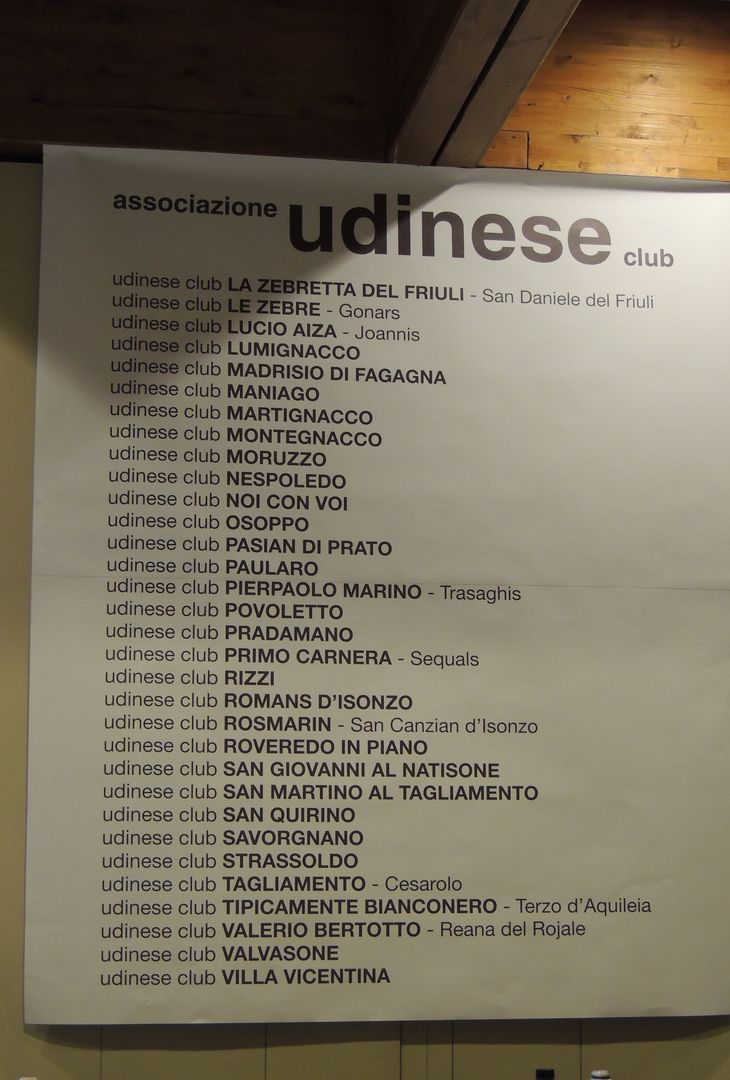 associazione udinese club
udinese club LA ZEBRETTA DEL FRIULI - San Daniele del Friuli
udinese club LE ZEBRE - Gonars
udinese club LUCIO AIZA - Joannis
udinese club LUMIGNACCO
udinese club MADRISIO DI FAGAGNA
udinese club MANIAGO
udinese club MARTIGNACCO
udinese club MONTEGNACCO
udinese club MORUZZO
udinese club NESPOLEDO
udinese club NOI CON VOI
udinese club OSOPPO
udinese club PASIAN DI PRATO
udinese club PAULARO
udinese club PIERPAOLO MARINO - Trasaghis
udinese club POVOLETTO
udinese club PRADAMANO
udinese club PRIMO CARNERA - Sequals
udinese club RIZZI
udinese club ROMANS D'ISONZO
udinese club ROSMARIN - San Canzian d'Isonzo
udinese club ROVEREDO IN PIANO
udinese club SAN GIOVANNI AL NATISONE
udinese club SAN MARTINO AL TAGLIAMENTO
udinese club SAN QUIRINO
udinese club SAVORGNANO
udinese club STRASSOLDO
udinese club TAGLIAMENTO - Cesarolo
udinese club TIPICAMENTE BIANCONERO - Terzo d'Aquileia
udinese club VALERIO BERTOTTO - Reana del Rojale
udinese club VALVASONE
udinese club VILLA VICENTINA